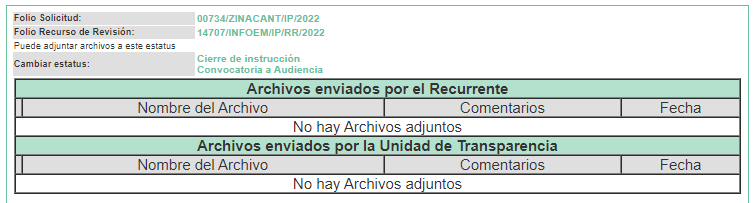 Folio Solicitud: 00734/ZINACANT/IP/2022
Folio Recurso de Revisión: 14707/INFOEM/IP/RR/2022
Puede adjuntar archivos a este estatus
Cambiar estatus: Cierre de instrucción
Convocatoria a Audiencia
Archivos enviados por el Recurrente
Nombre del Archivo Comentarios Fecha
No hay Archivos adjuntos
Archivos enviados por la Unidad de Transparencia
Nombre del Archivo Comentarios Fecha
No hay Archivos adjuntos